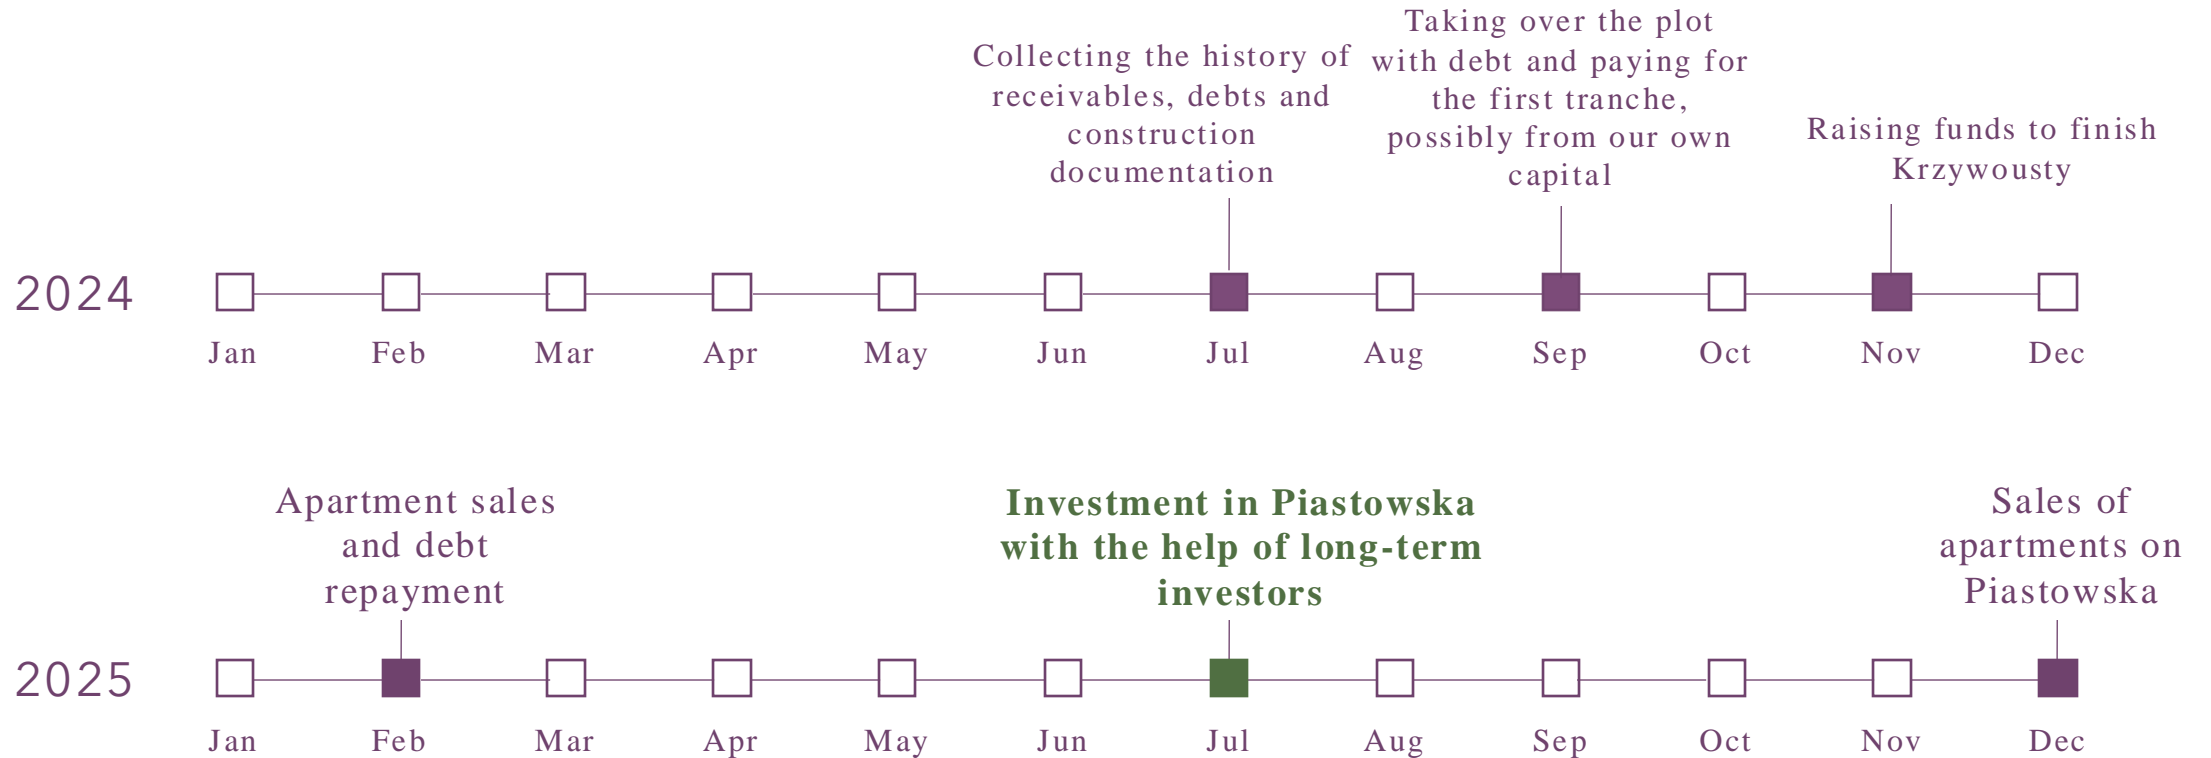 Collecting the history of
receivables, debts and
construction
documentation
Taking over the plot
with debt and paying for
the first tranche,
possibly from our own
capital
Raising funds to finish
Krzywousty
2024
Jan Feb Mar Apr May Jun Jul Aug Sep Oct Nov Dec
Apartment sales
and debt
repayment
Investment in Piastowska
with the help of long-term
investors
Sales of
apartments on
Piastowska
2025
Jan Feb Mar Apr May Jun Jul Aug Sep Oct Nov Dec